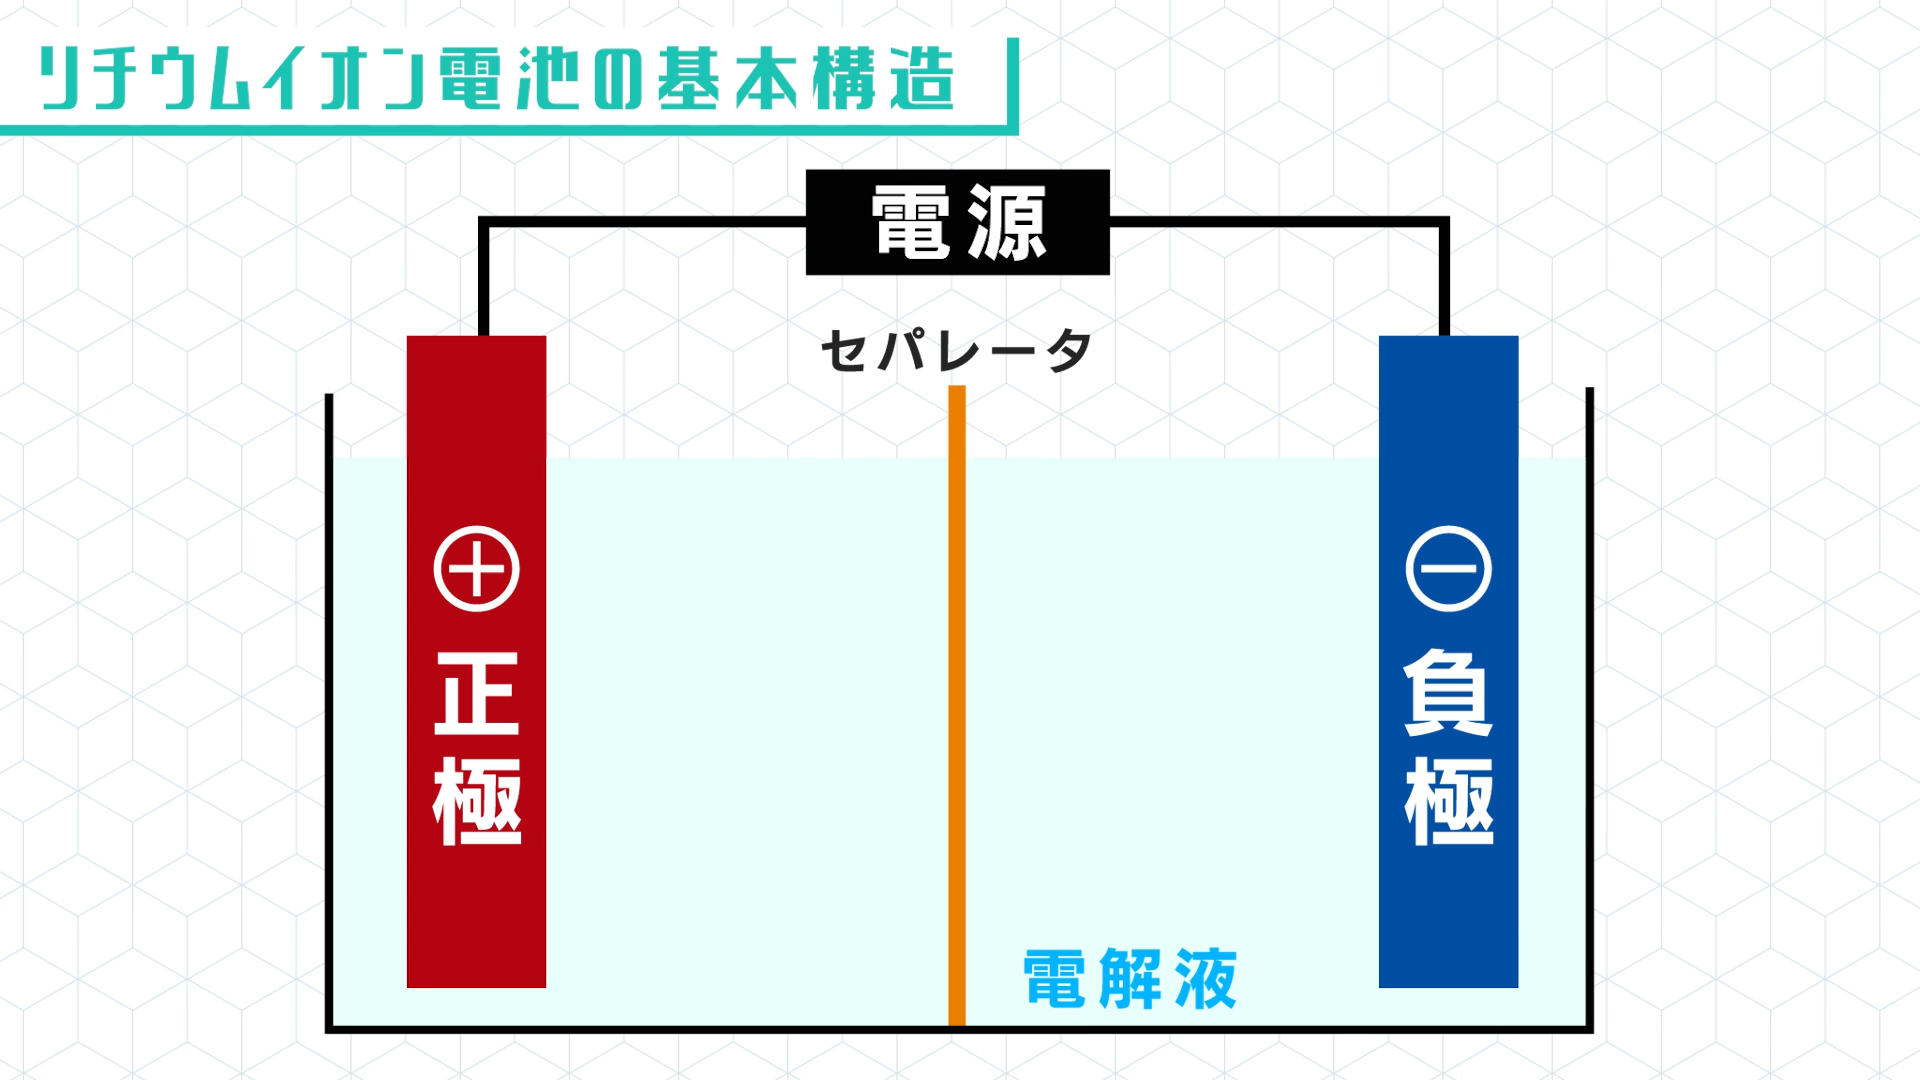 リチウムイオン電池の基本構造
電源
セパレータ
⊕正極
⊖負極
電解液